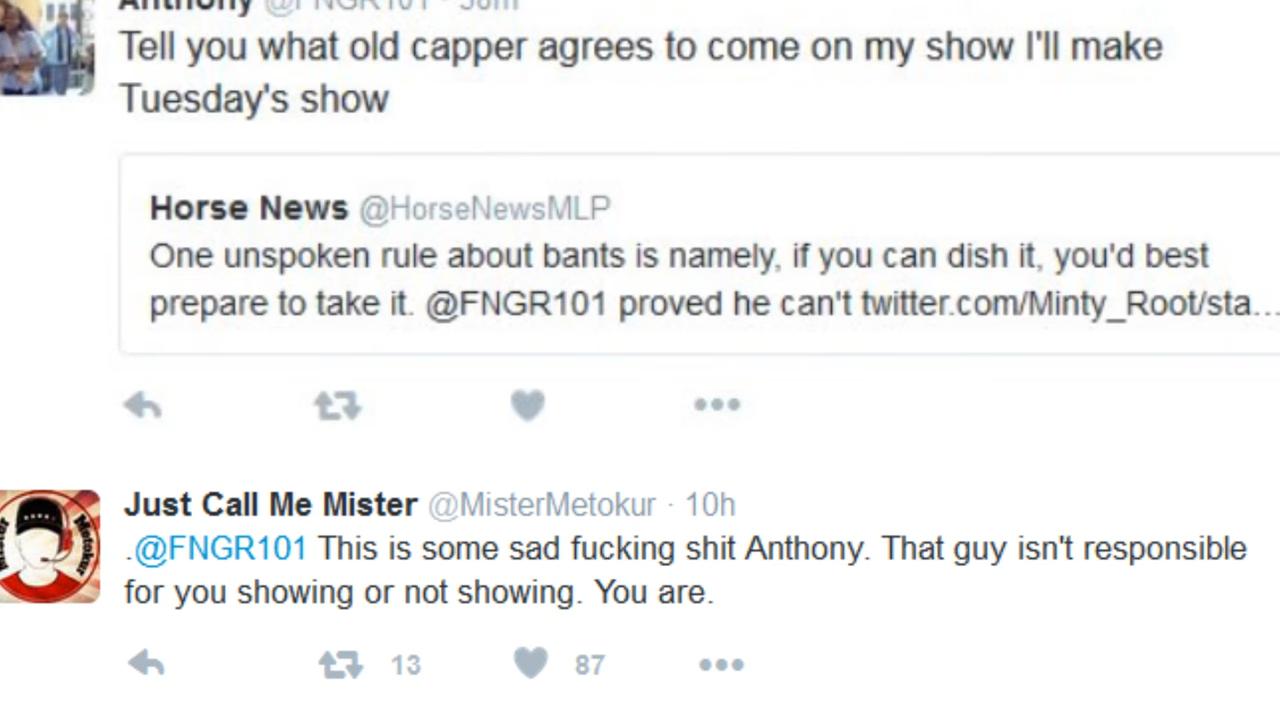 Anthony @FNGR101 · 58m
Tell you what old capper agrees to come on my show I'll make
Tuesday's show
Horse News @HorseNewsMLP
One unspoken rule about bants is namely, if you can dish it, you'd best
prepare to take it. @FNGR101 proved he can't twitter.com/Minty_Root/sta...
Just Call Me Mister @MisterMetokur · 10h
.@FNGR101 This is some sad fucking shit Anthony. That guy isn't responsible
for you showing or not showing. You are.
13 87
Mister Metokur